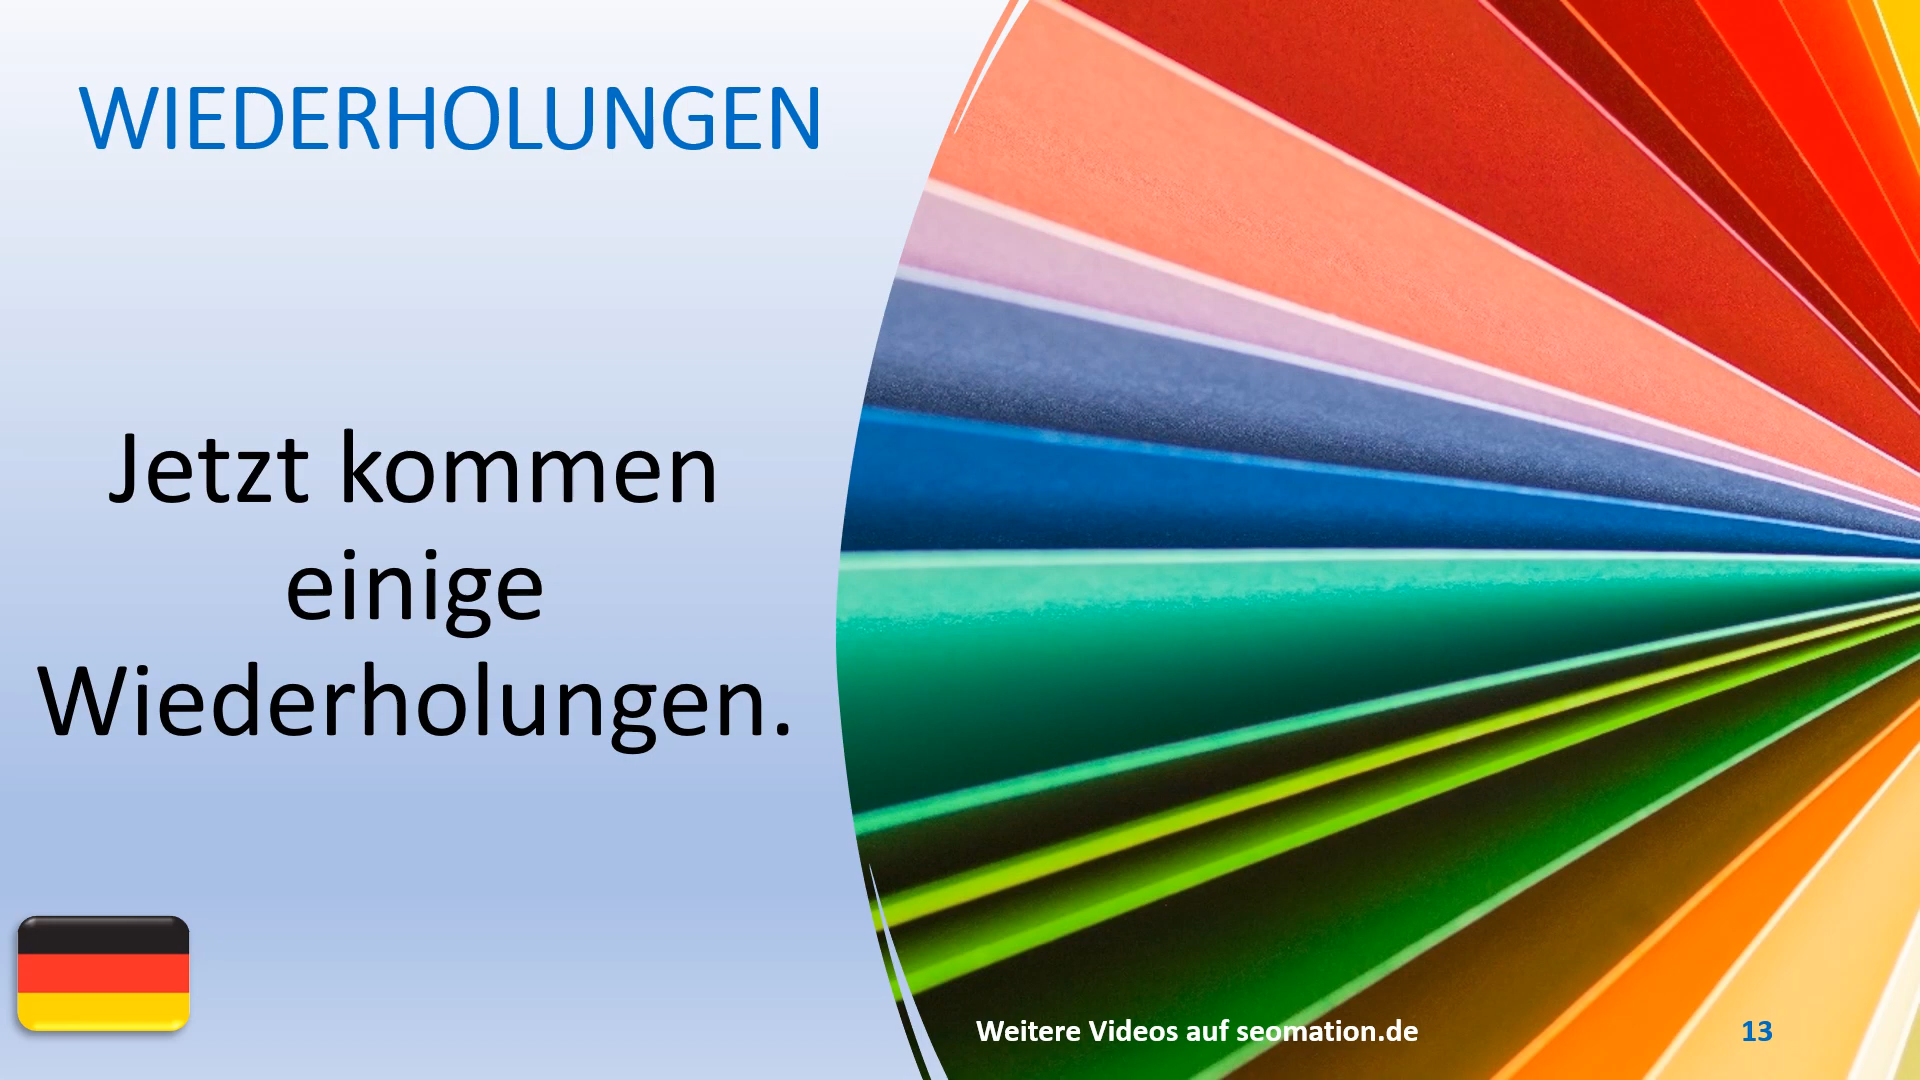 WIEDERHOLUNGEN
Jetzt kommen
einige
Wiederholungen.
Weitere Videos auf seomation.de
13